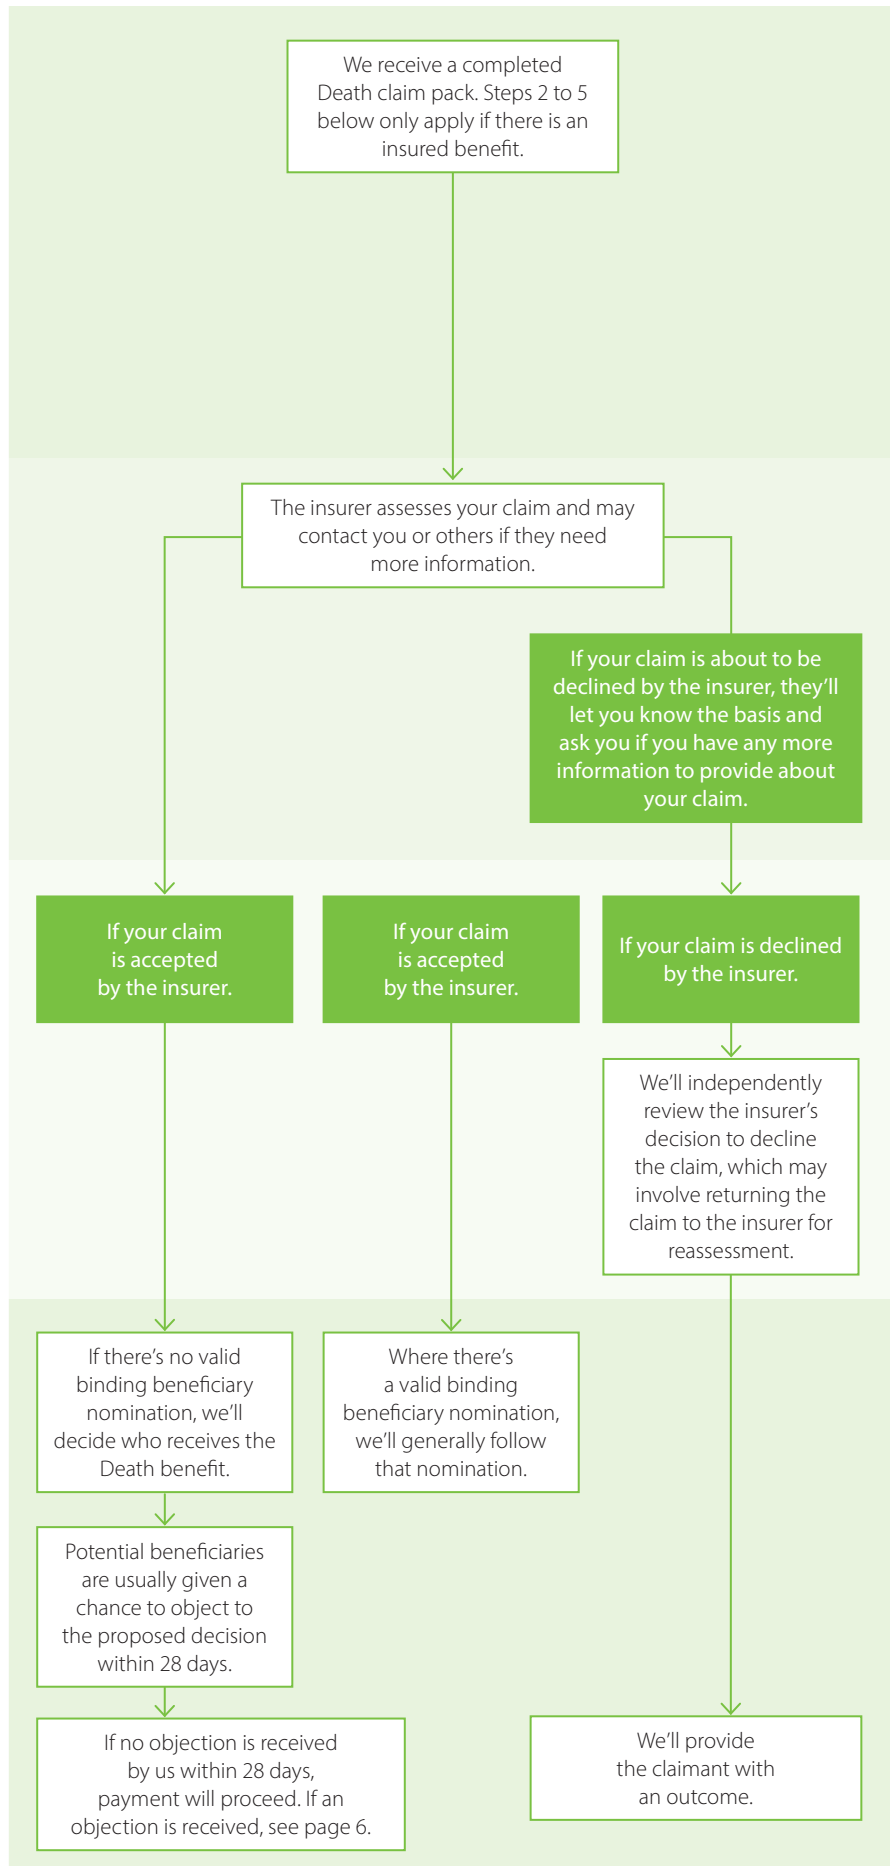 We receive a completed
Death claim pack. Steps 2 to 5
below only apply if there is an
insured benefit.
The insurer assesses your claim and may
contact you or others if they need
more information.
If your claim is about to be
declined by the insurer, they’ll
let you know the basis and
ask you if you have any more
information to provide about
your claim.
If your claim
is accepted
by the insurer.
If your claim
is accepted
by the insurer.
If your claim is declined
by the insurer.
We’ll independently
review the insurer’s
decision to decline
the claim, which may
involve returning the
claim to the insurer for
reassessment.
If there’s no valid
binding beneficiary
nomination, we’ll
decide who receives the
Death benefit.
Where there’s
a valid binding
beneficiary nomination,
we’ll generally follow
that nomination.
Potential beneficiaries
are usually given a
chance to object to
the proposed decision
within 28 days.
If no objection is received
by us within 28 days,
payment will proceed. If an
objection is received, see page 6.
We’ll provide
the claimant with
an outcome.